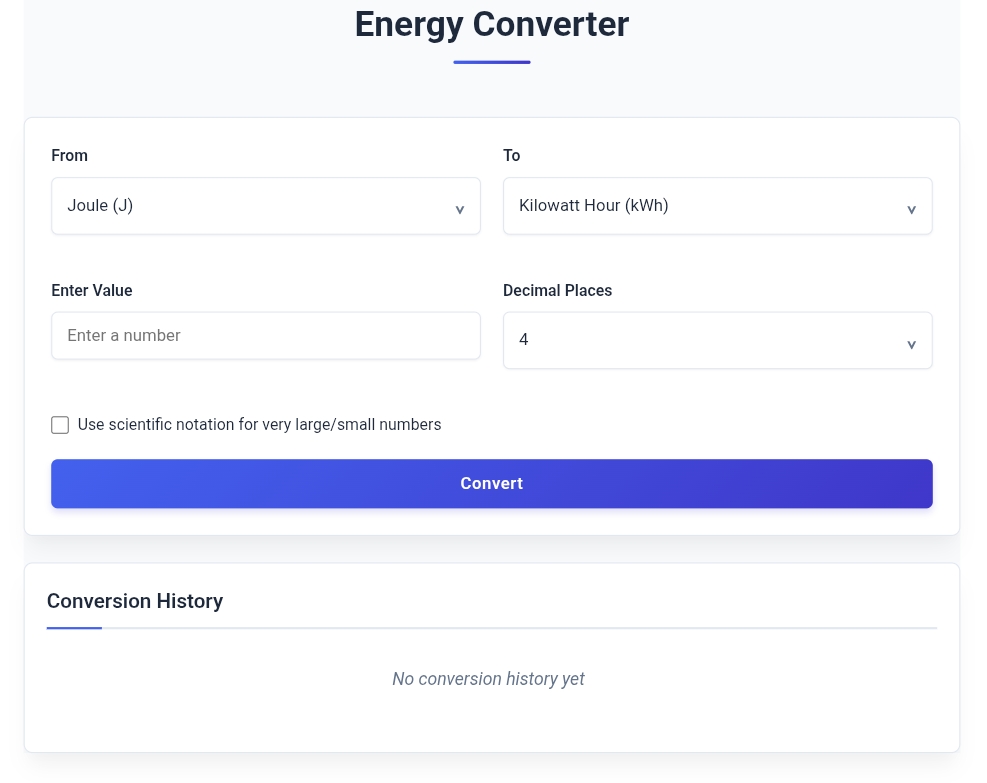 Energy Converter
From
To
Joule (J)
Kilowatt Hour (kWh)
Enter Value
Decimal Places
Enter a number
4
Use scientific notation for very large/small numbers
Convert
Conversion History
No conversion history yet